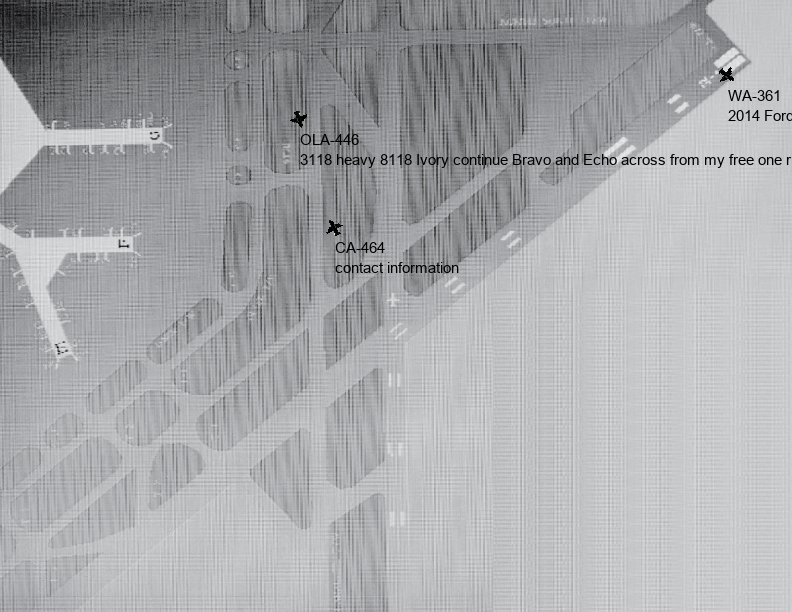 WA-361
2014 Ford
OLA-446
3118 heavy 8118 Ivory continue Bravo and Echo across from my free one r
G
CA-464
F
contact information